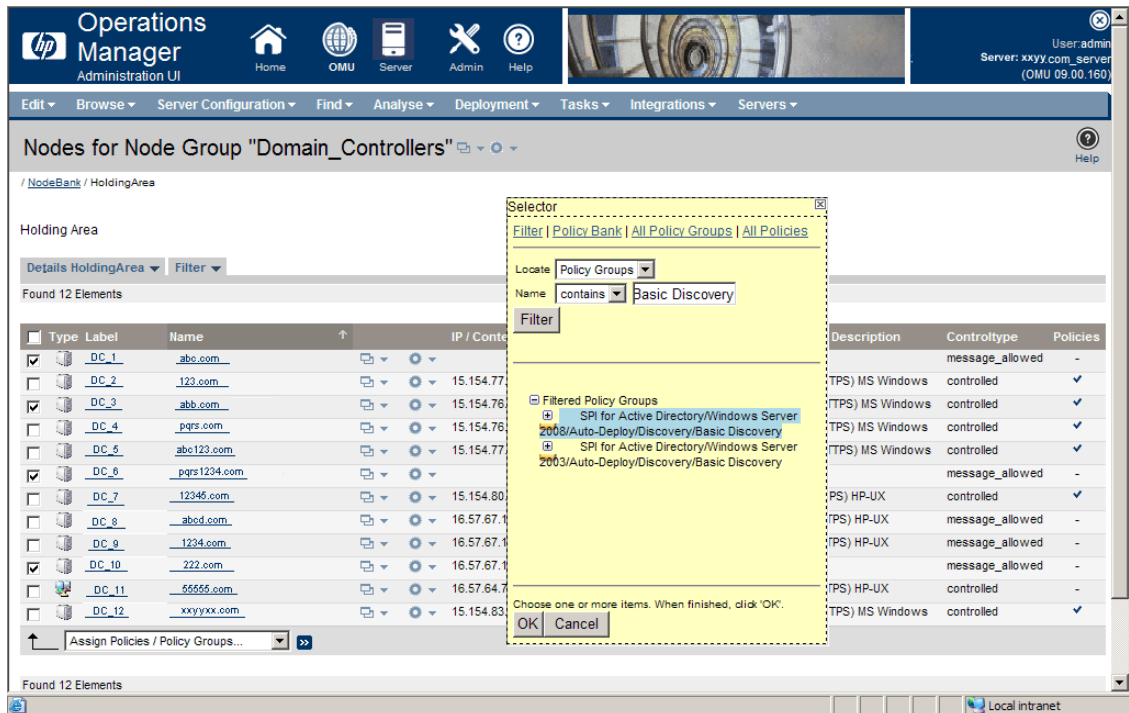 hp
Operations
Manager
Administration UI
Home
OMU
Server
Admin
Help
User:admin
Server: xxyy.com_server
(OMU 09.00.160)
Edit Browse Server Configuration Find Analyse Deployment Tasks Integrations Servers
Nodes for Node Group "Domain_Controllers"
Help
/ NodeBank / HoldingArea
Holding Area
Details HoldingArea Filter
Found 12 Elements
Type Label Name IP / Conte Description Controltype Policies
DC_1 abc.com message_allowed -
DC_2 123.com 15.154.77. TPS) MS Windows controlled
DC_3 abb.com 15.154.76. TTPS) MS Windows controlled
DC_4 pqrs.com 15.154.76. TPS) MS Windows controlled
DC_5 abc123.com 15.154.77. TTPS) MS Windows controlled
DC_6 pqrs1234.com message_allowed -
DC_7 12345.com 15.154.80. PS) HP-UX controlled
DC_8 abcd.com 16.57.67.1 TPS) HP-UX message_allowed -
DC_9 1234.com 16.57.67.1 TPS) HP-UX message_allowed -
DC_10 222.com 16.57.67.1 message_allowed -
DC_11 55555.com 16.57.64.7 TPS) HP-UX controlled -
DC_12 xxyyxx.com 15.154.83. TPS) MS Windows controlled
Assign Policies / Policy Groups...
Found 12 Elements
Selector
Filter | Policy Bank | All Policy Groups | All Policies
Locate Policy Groups
Name contains Basic Discovery
Filter
Filtered Policy Groups
SPI for Active Directory/Windows Server
2008/Auto-Deploy/Discovery/Basic Discovery
SPI for Active Directory/Windows Server
2003/Auto-Deploy/Discovery/Basic Discovery
Choose one or more items. When finished, click 'OK'.
OK Cancel
Local intranet